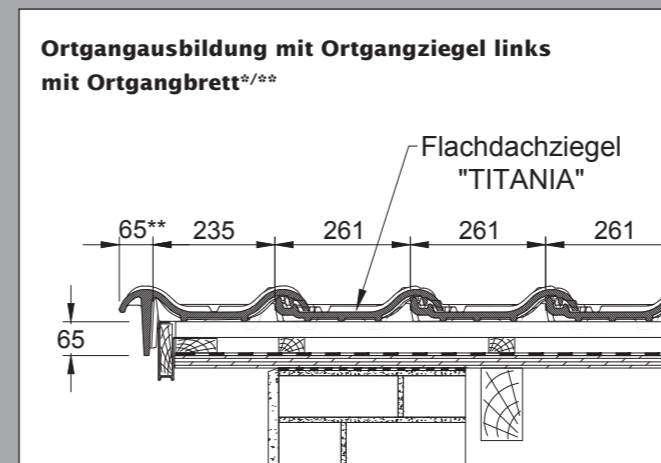 Ortgangausbildung mit Ortgangziegel links
mit Ortgangbrett*/**
Flachdachziegel
"TITANIA"
65** 235 261 261 261
65